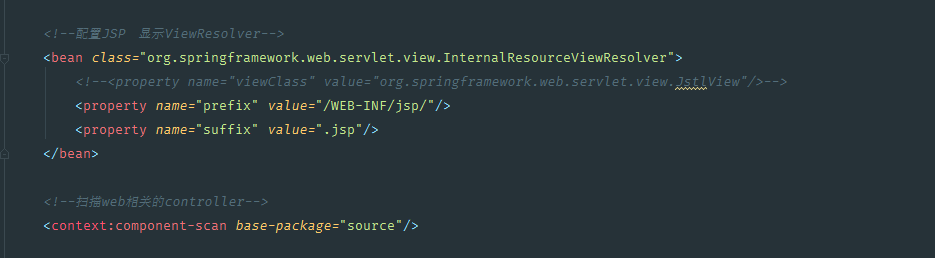 <!--配置JSP  显示ViewResolver-->
<bean class="org.springframework.web.servlet.view.InternalResourceViewResolver">
<!--<property name="viewClass" value="org.springframework.web.servlet.view.JstlView"/>-->
<property name="prefix" value="/WEB-INF/jsp/"/>
<property name="suffix" value=".jsp"/>
</bean>
<!--扫描web相关的controller-->
<context:component-scan base-package="source"/>